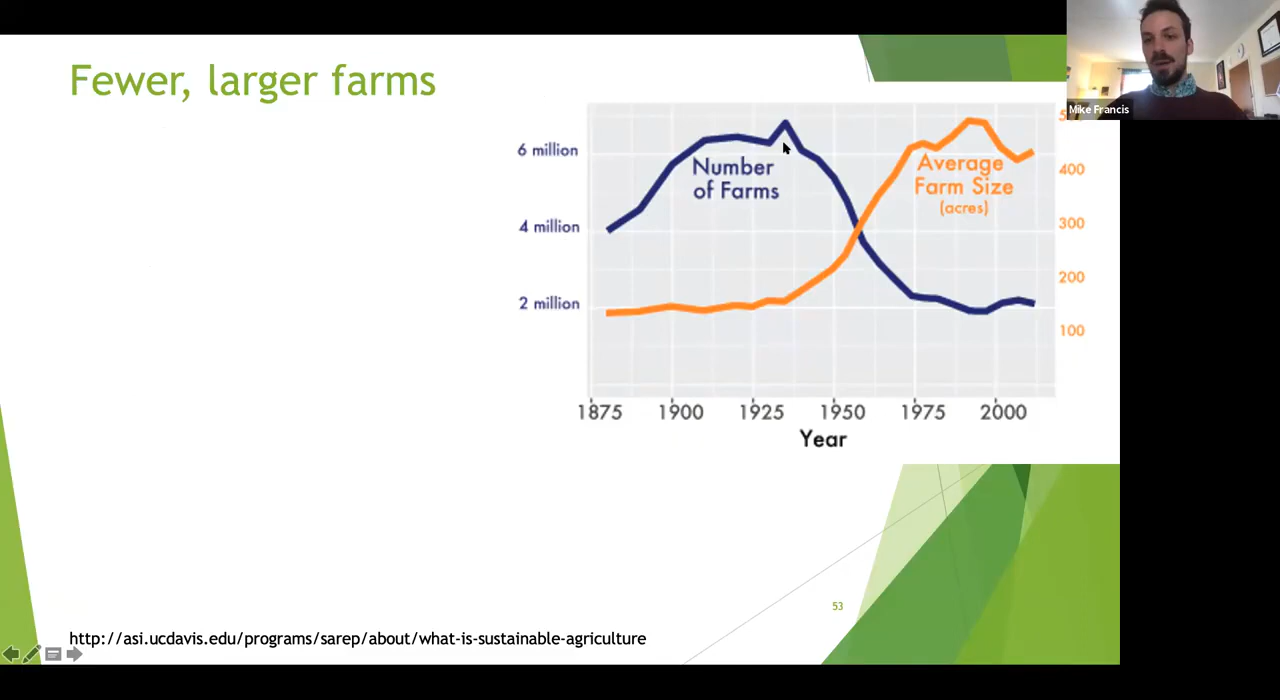 Fewer, larger farms
Mike Francis
6 million
4 million
2 million
Number
of Farms
Average
Farm Size
(acres)
400
300
200
100
1875 1900 1925 1950 1975 2000
Year
53
http://asi.ucdavis.edu/programs/sarep/about/what-is-sustainable-agriculture